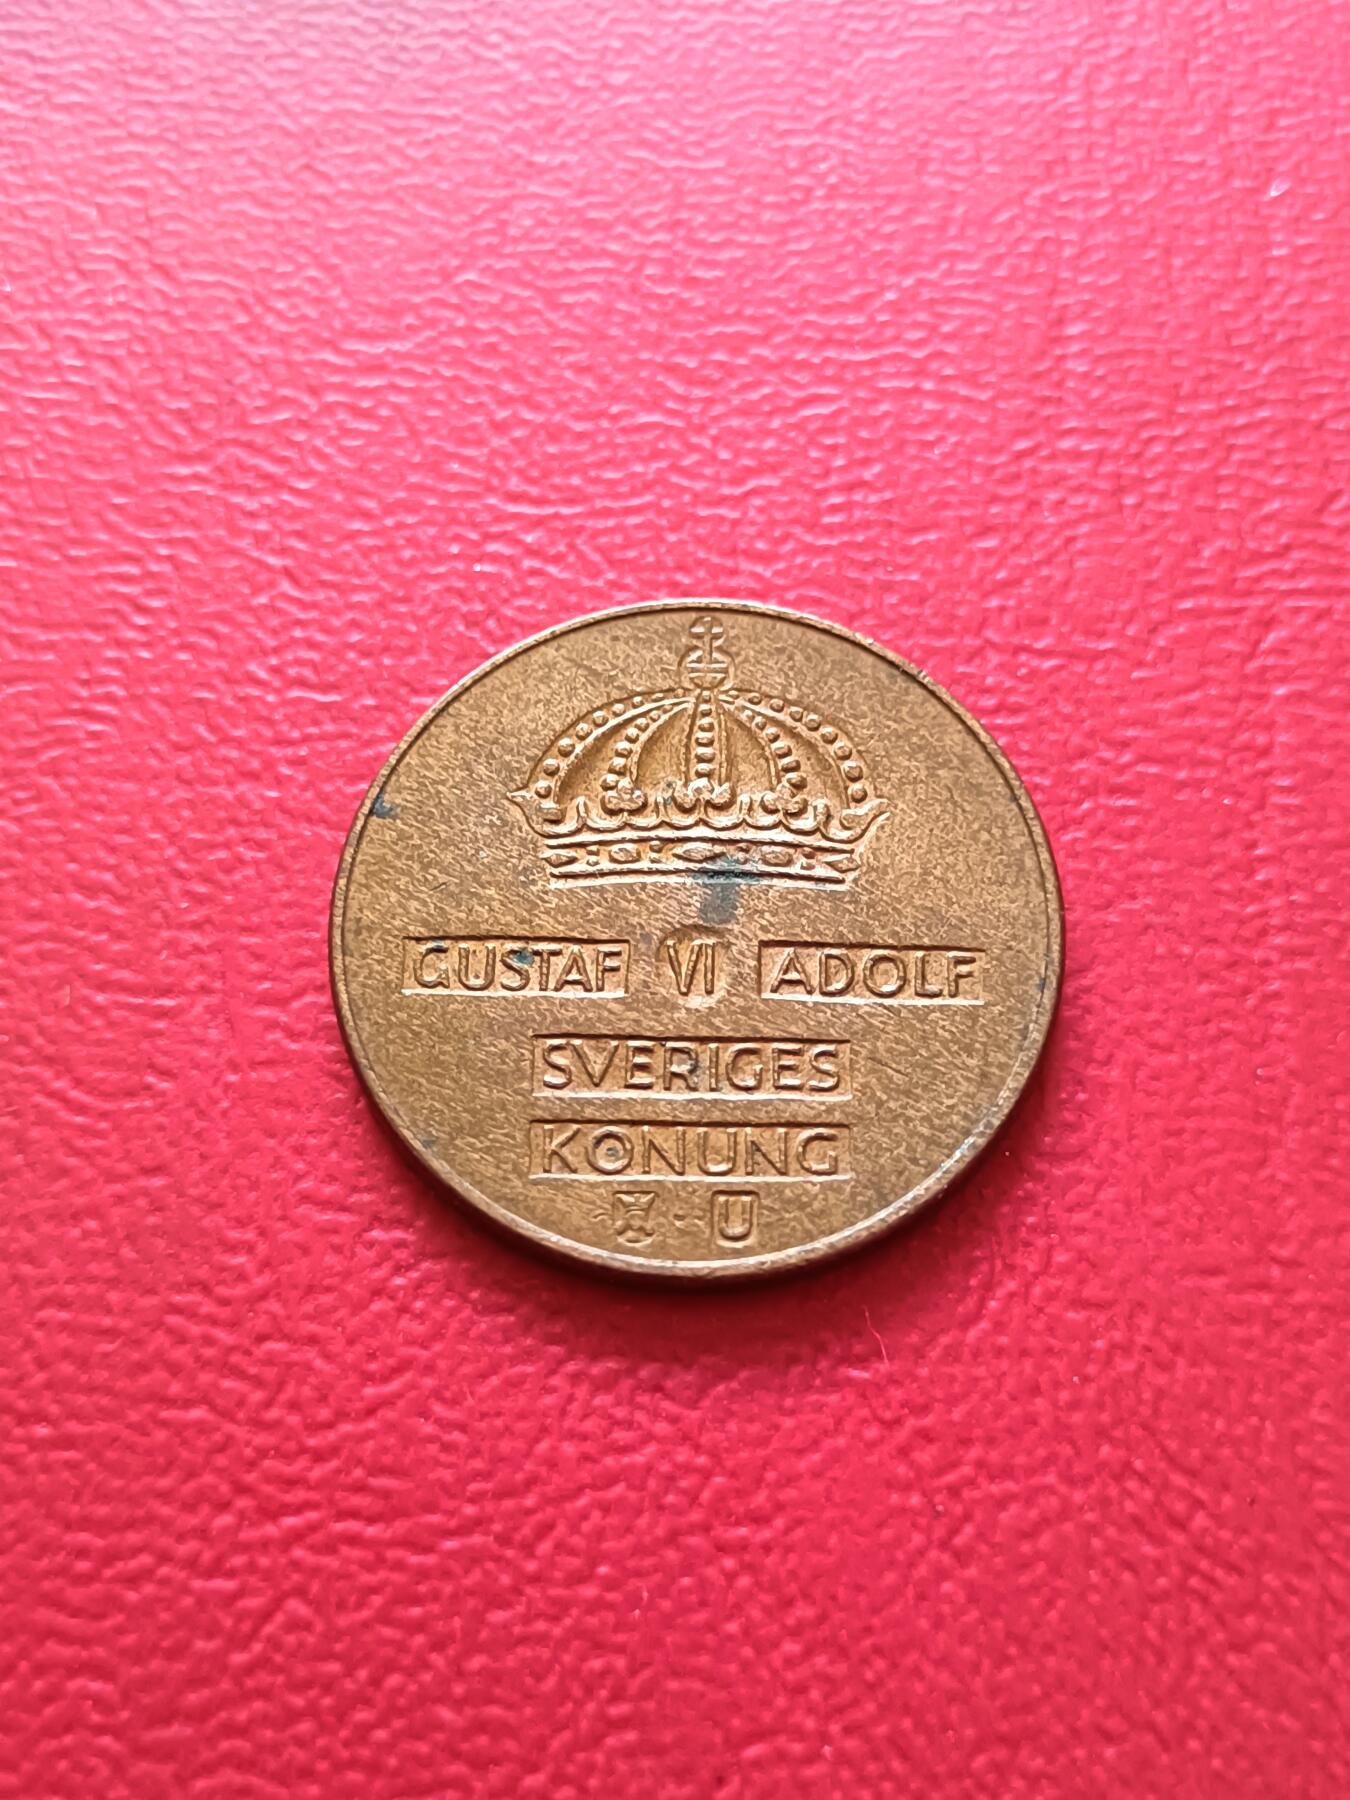 GUSTAF VI ADOLF
SVERIGES
KONUNG
U